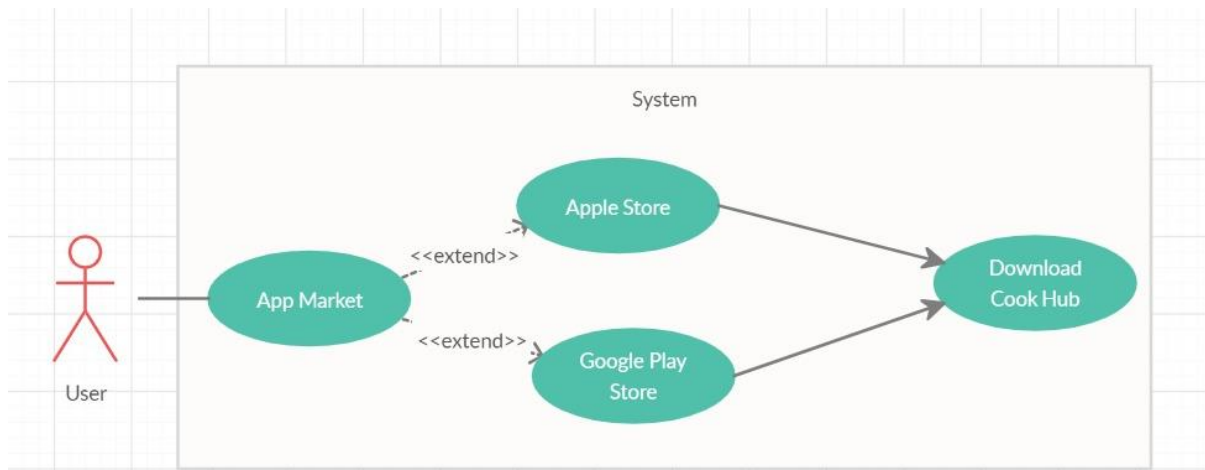 System
Apple Store
<<extend>>
App Market
Download
Cook Hub
<<extend>>
Google Play
Store
User